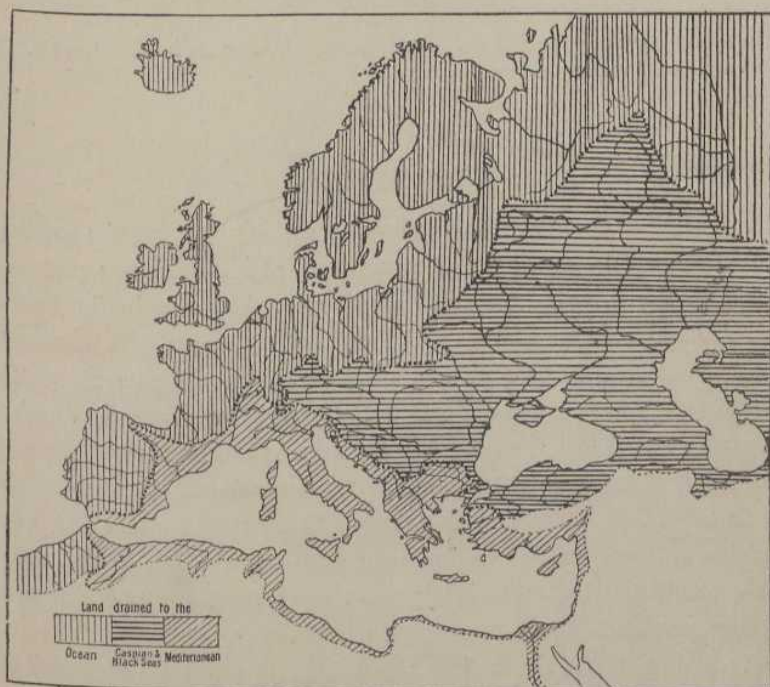 Land drained to the
Ocean
Caspian &
Black Seas
Mediterranean